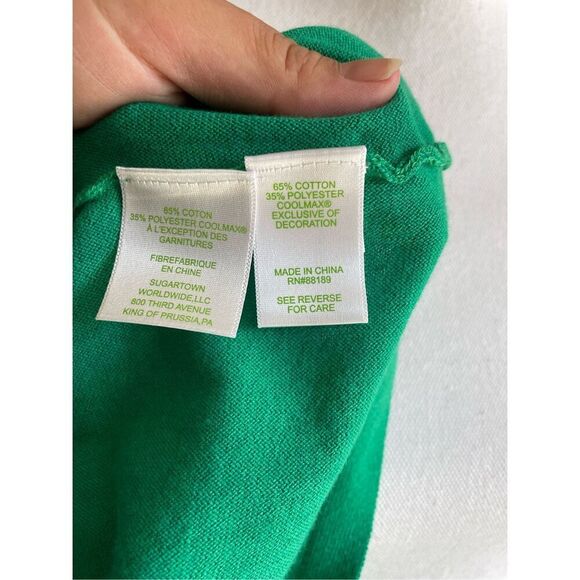 65% COTON
35% POLYESTER COOLMAX®
À L'EXCEPTION DES
GARNITURES
FIBREFABRIQUE
EN CHINE
SUGARTOWN
WORLDWIDE,LLC
800 THIRD AVENUE
KING OF PRUSSIA,PA
65% COTTON
35% POLYESTER
COOLMAX®
EXCLUSIVE OF
DECORATION
MADE IN CHINA
RN#88189
SEE REVERSE
FOR CARE